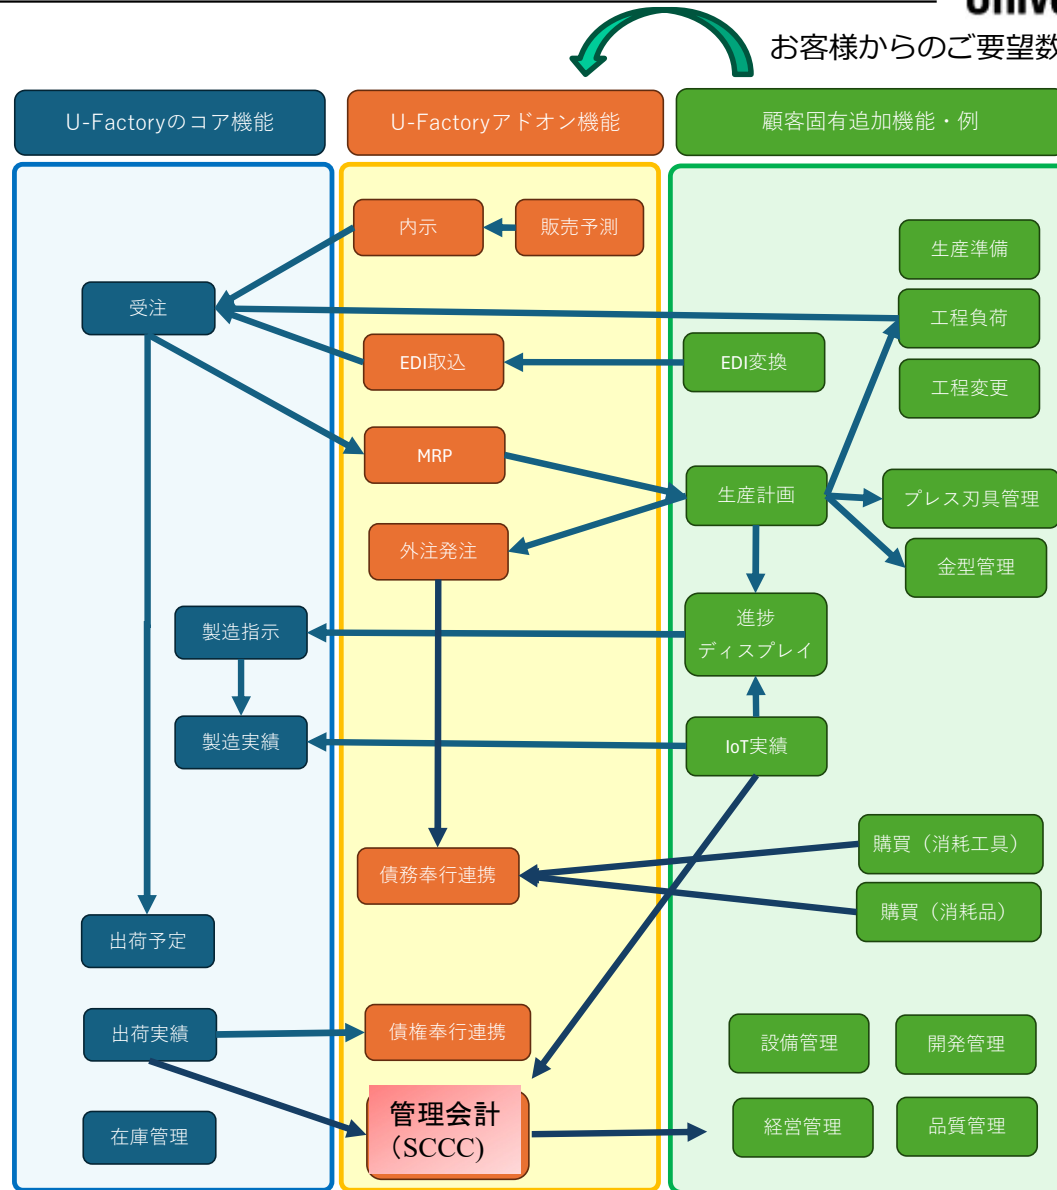 お客様からのご要望数
U-Factoryのコア機能
U-Factoryアドオン機能
顧客固有追加機能・例
内示
販売予測
生産準備
受注
工程負荷
EDI取込
EDI変換
工程変更
MRP
生産計画
プレス刃具管理
外注発注
金型管理
製造指示
進捗
ディスプレイ
製造実績
IoT実績
購買（消耗工具）
債務奉行連携
購買（消耗品）
出荷予定
出荷実績
債権奉行連携
設備管理
開発管理
管理会計
（SCCC)
在庫管理
経営管理
品質管理